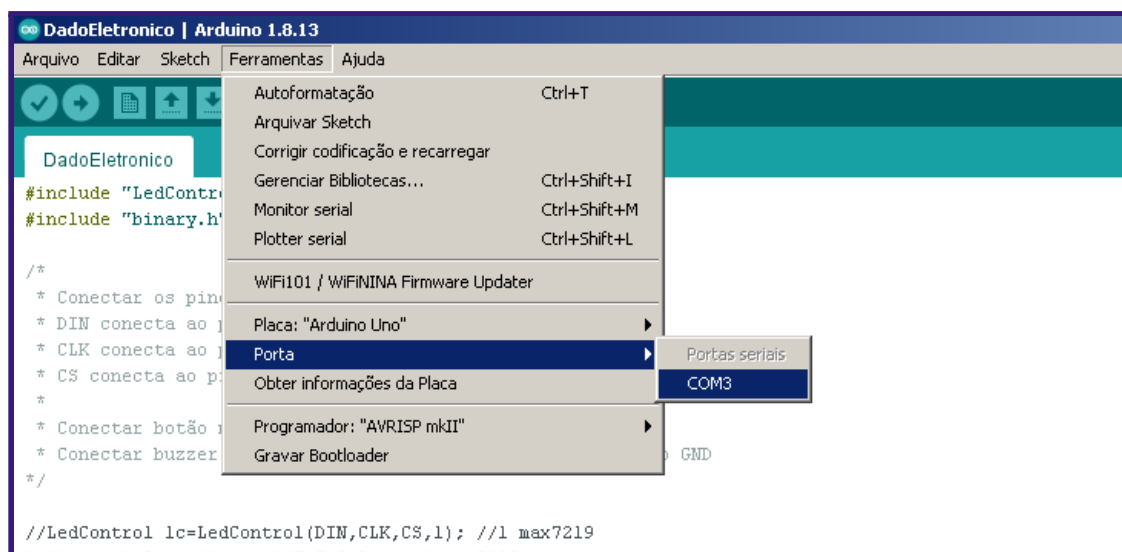 DadoEletronico | Arduino 1.8.13
Arquivo Editar Sketch Ferramentas Ajuda
Autoformatação Ctrl+T
Arquivar Sketch
Corrigir codificação e recarregar
Gerenciar Bibliotecas... Ctrl+Shift+I
Monitor serial Ctrl+Shift+M
Plotter serial Ctrl+Shift+L
WiFi101 / WiFiNINA Firmware Updater
Placa: "Arduino Uno"
Porta
Portas seriais
COM3
Obter informações da Placa
Programador: "AVRISP mkII"
Gravar Bootloader
DadoEletronico
#include "LedContr
#include "binary.h"
/*
* Conectar os pin
* DIN conecta ao
* CLK conecta ao
* CS conecta ao p
*
* Conectar botão
* Conectar buzzer GND
*/
//LedControl lc=LedControl(DIN,CLK,CS,1); //1 max7219